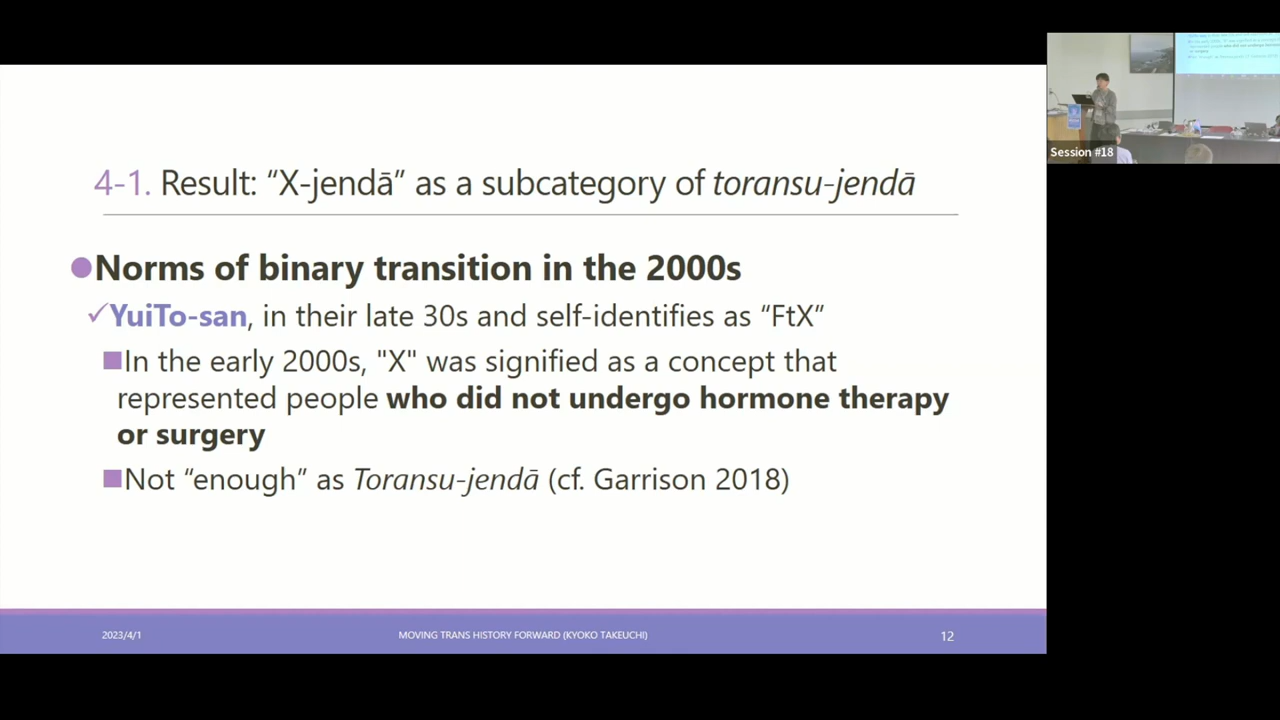 4-1. Result: “X-jendā” as a subcategory of toransu-jendā
Norms of binary transition in the 2000s
YuiTo-san, in their late 30s and self-identifies as “FtX”
In the early 2000s, "X" was signified as a concept that
represented people who did not undergo hormone therapy
or surgery
Not “enough” as Toransu-jendā (cf. Garrison 2018)
2023/4/1
MOVING TRANS HISTORY FORWARD (KYOKO TAKEUCHI)
12
Session #18